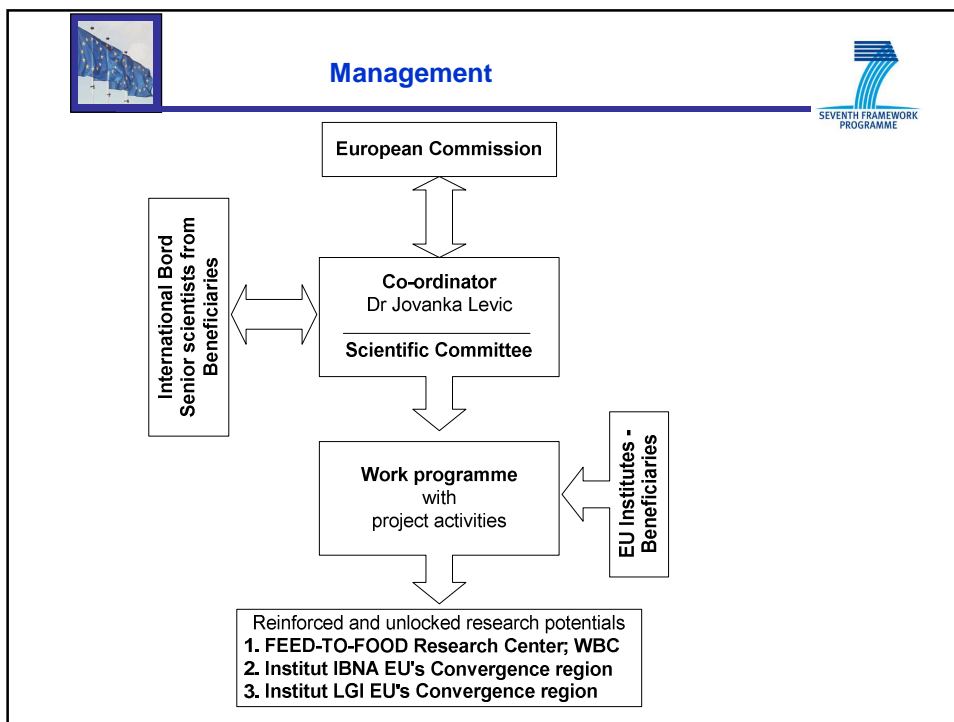 Management
SEVENTH FRAMEWORK
PROGRAMME
European Commission
International Bord
Senior scientists from
Beneficiaries
Co-ordinator
Dr Jovanka Levic
Scientific Committee
Work programme
with
project activities
EU Institutes -
Beneficiaries
Reinforced and unlocked research potentials
1. FEED-TO-FOOD Research Center; WBC
2. Institut IBNA EU's Convergence region
3. Institut LGI EU's Convergence region